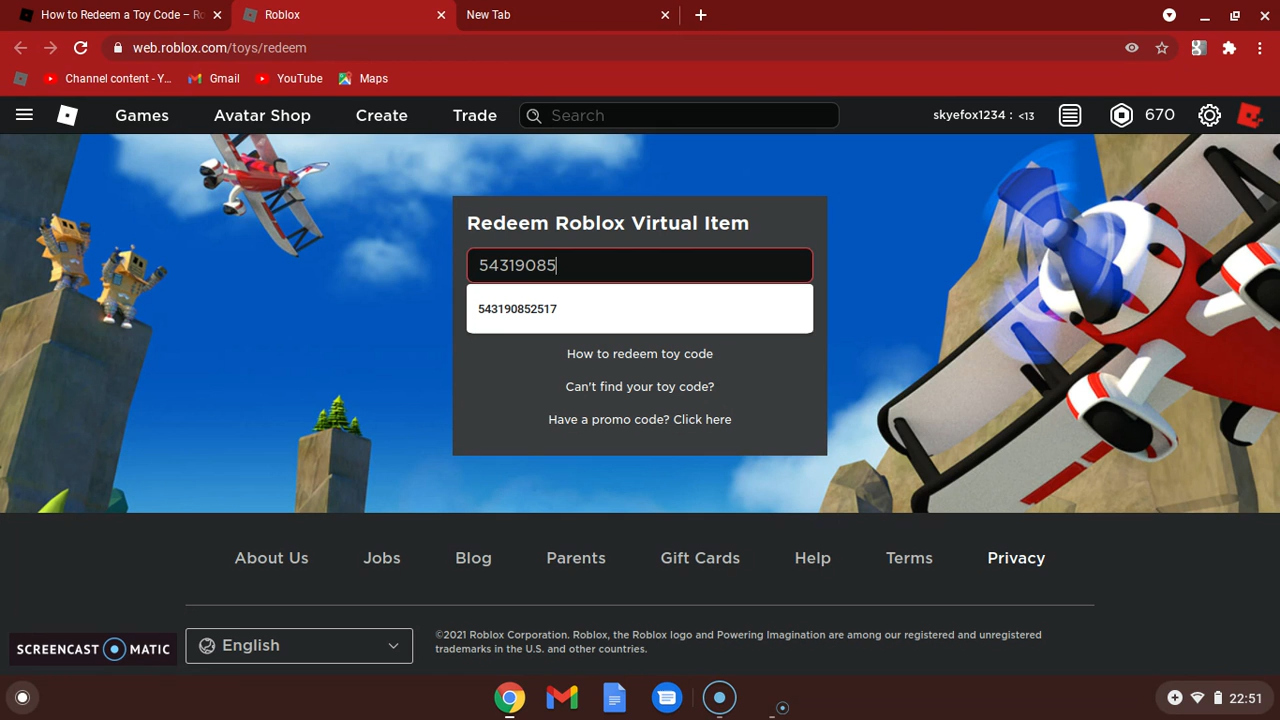 How to Redeem a Toy Code – Ro
Roblox
New Tab
web.roblox.com/toys/redeem
Channel content - Y...
Gmail
YouTube
Maps
Games
Avatar Shop
Create
Trade
Search
skyefox1234 : <13
670
Redeem Roblox Virtual Item
54319085
543190852517
How to redeem toy code
Can't find your toy code?
Have a promo code? Click here
About Us
Jobs
Blog
Parents
Gift Cards
Help
Terms
Privacy
English
©2021 Roblox Corporation. Roblox, the Roblox logo and Powering Imagination are among our registered and unregistered
trademarks in the U.S. and other countries.
SCREENCAST MATIC
22:51